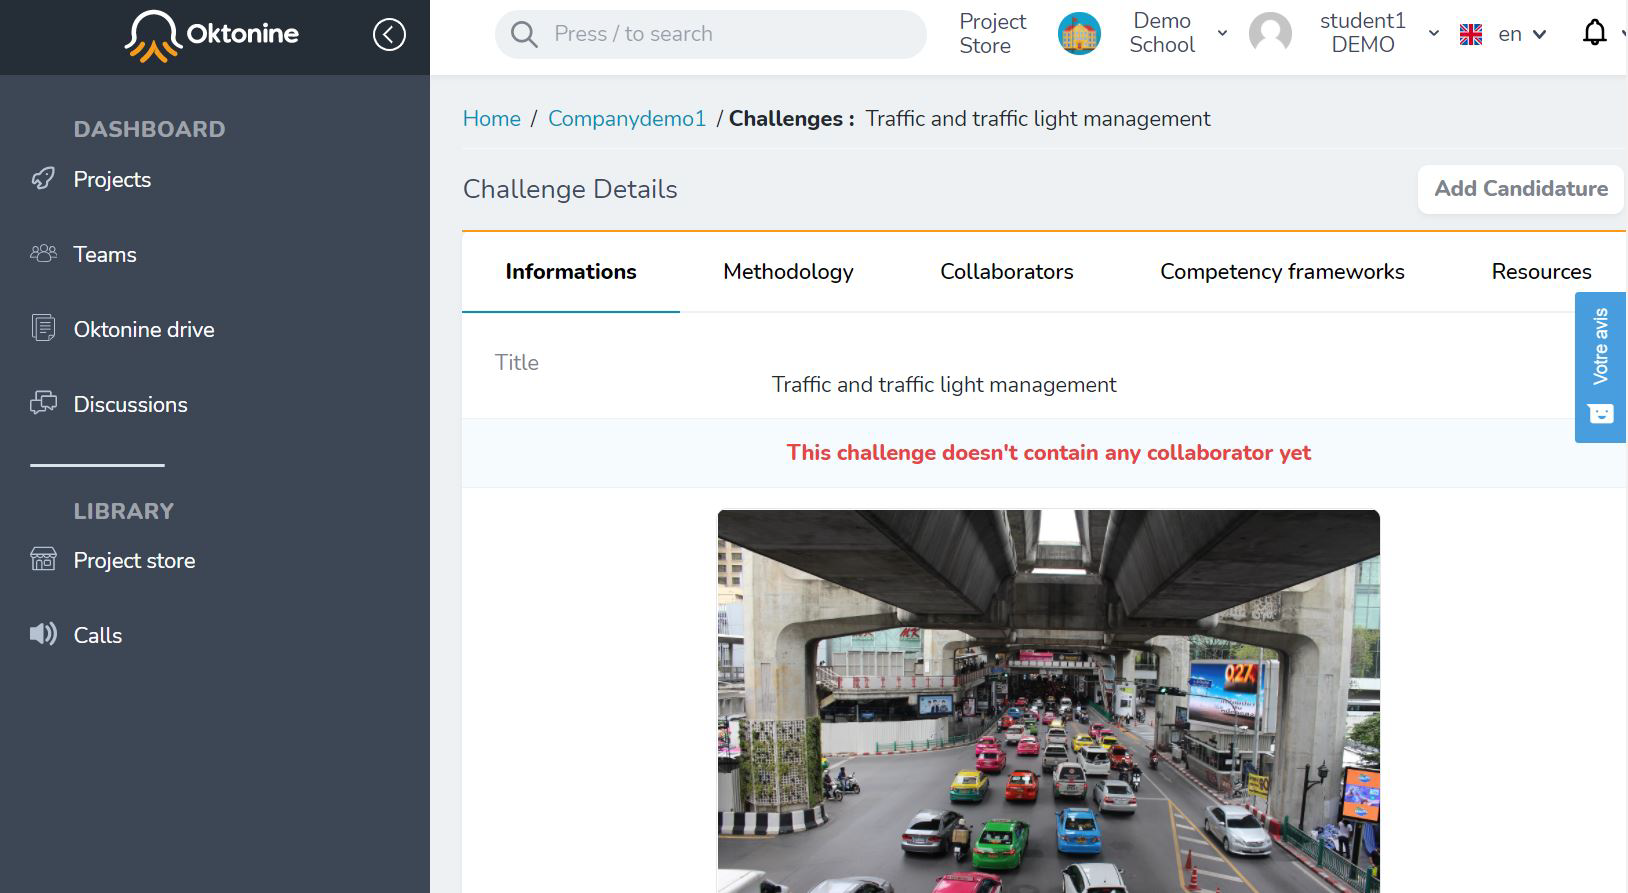 Oktonine
Press / to search
Project
Store
Demo
School
student1
DEMO
en
DASHBOARD
Projects
Teams
Oktonine drive
Discussions
LIBRARY
Project store
Calls
Home / Companydemo1 / Challenges : Traffic and traffic light management
Challenge Details
Add Candidature
Informations
Methodology
Collaborators
Competency frameworks
Resources
Votre avis
Title
Traffic and traffic light management
This challenge doesn't contain any collaborator yet
MK
027